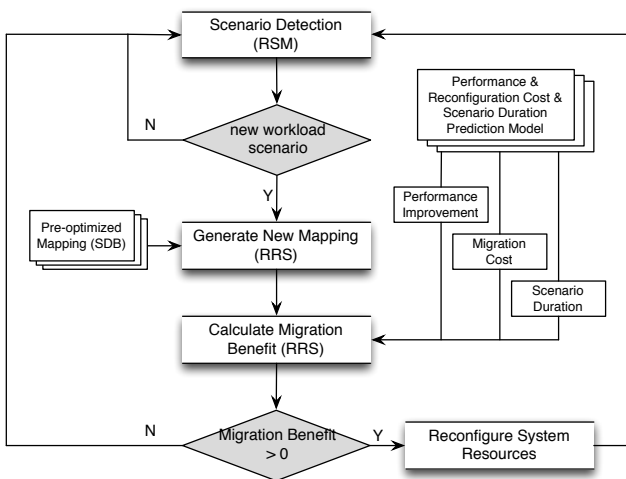 Scenario Detection
(RSM)
N
new workload
scenario
Y
Performance &
Reconfiguration Cost &
Scenario Duration
Prediction Model
Performance
Improvement
Migration
Cost
Scenario
Duration
Pre-optimized
Mapping (SDB)
Generate New Mapping
(RRS)
Calculate Migration
Benefit (RRS)
N
Migration Benefit
> 0
Y
Reconfigure System
Resources